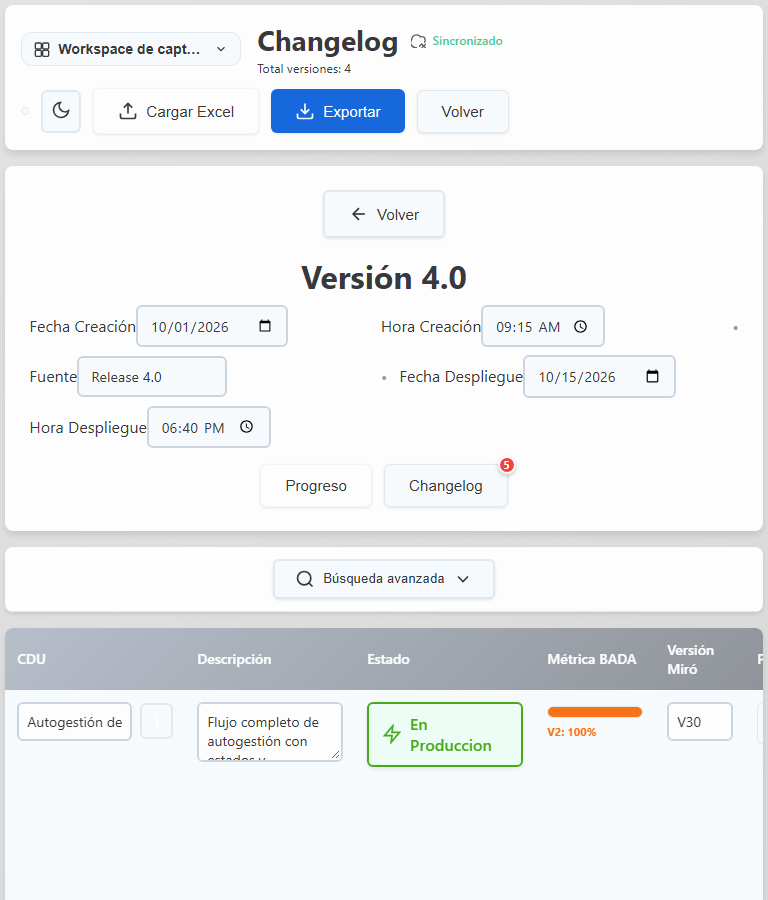 Workspace de capt...
Changelog
Sincronizado
Total versiones: 4
Cargar Excel
Exportar
Volver
Volver
Versión 4.0
Fecha Creación 10/01/2026
Hora Creación 09:15 AM
•
Fuente Release 4.0
• Fecha Despliegue 10/15/2026
Hora Despliegue 06:40 PM
Progreso
Changelog
5
Búsqueda avanzada
CDU
Descripción
Estado
Métrica BADA
Versión
Miró
Autogestión de
Flujo completo de
autogestión con
estados y
En
Produccion
V2: 100%
V30